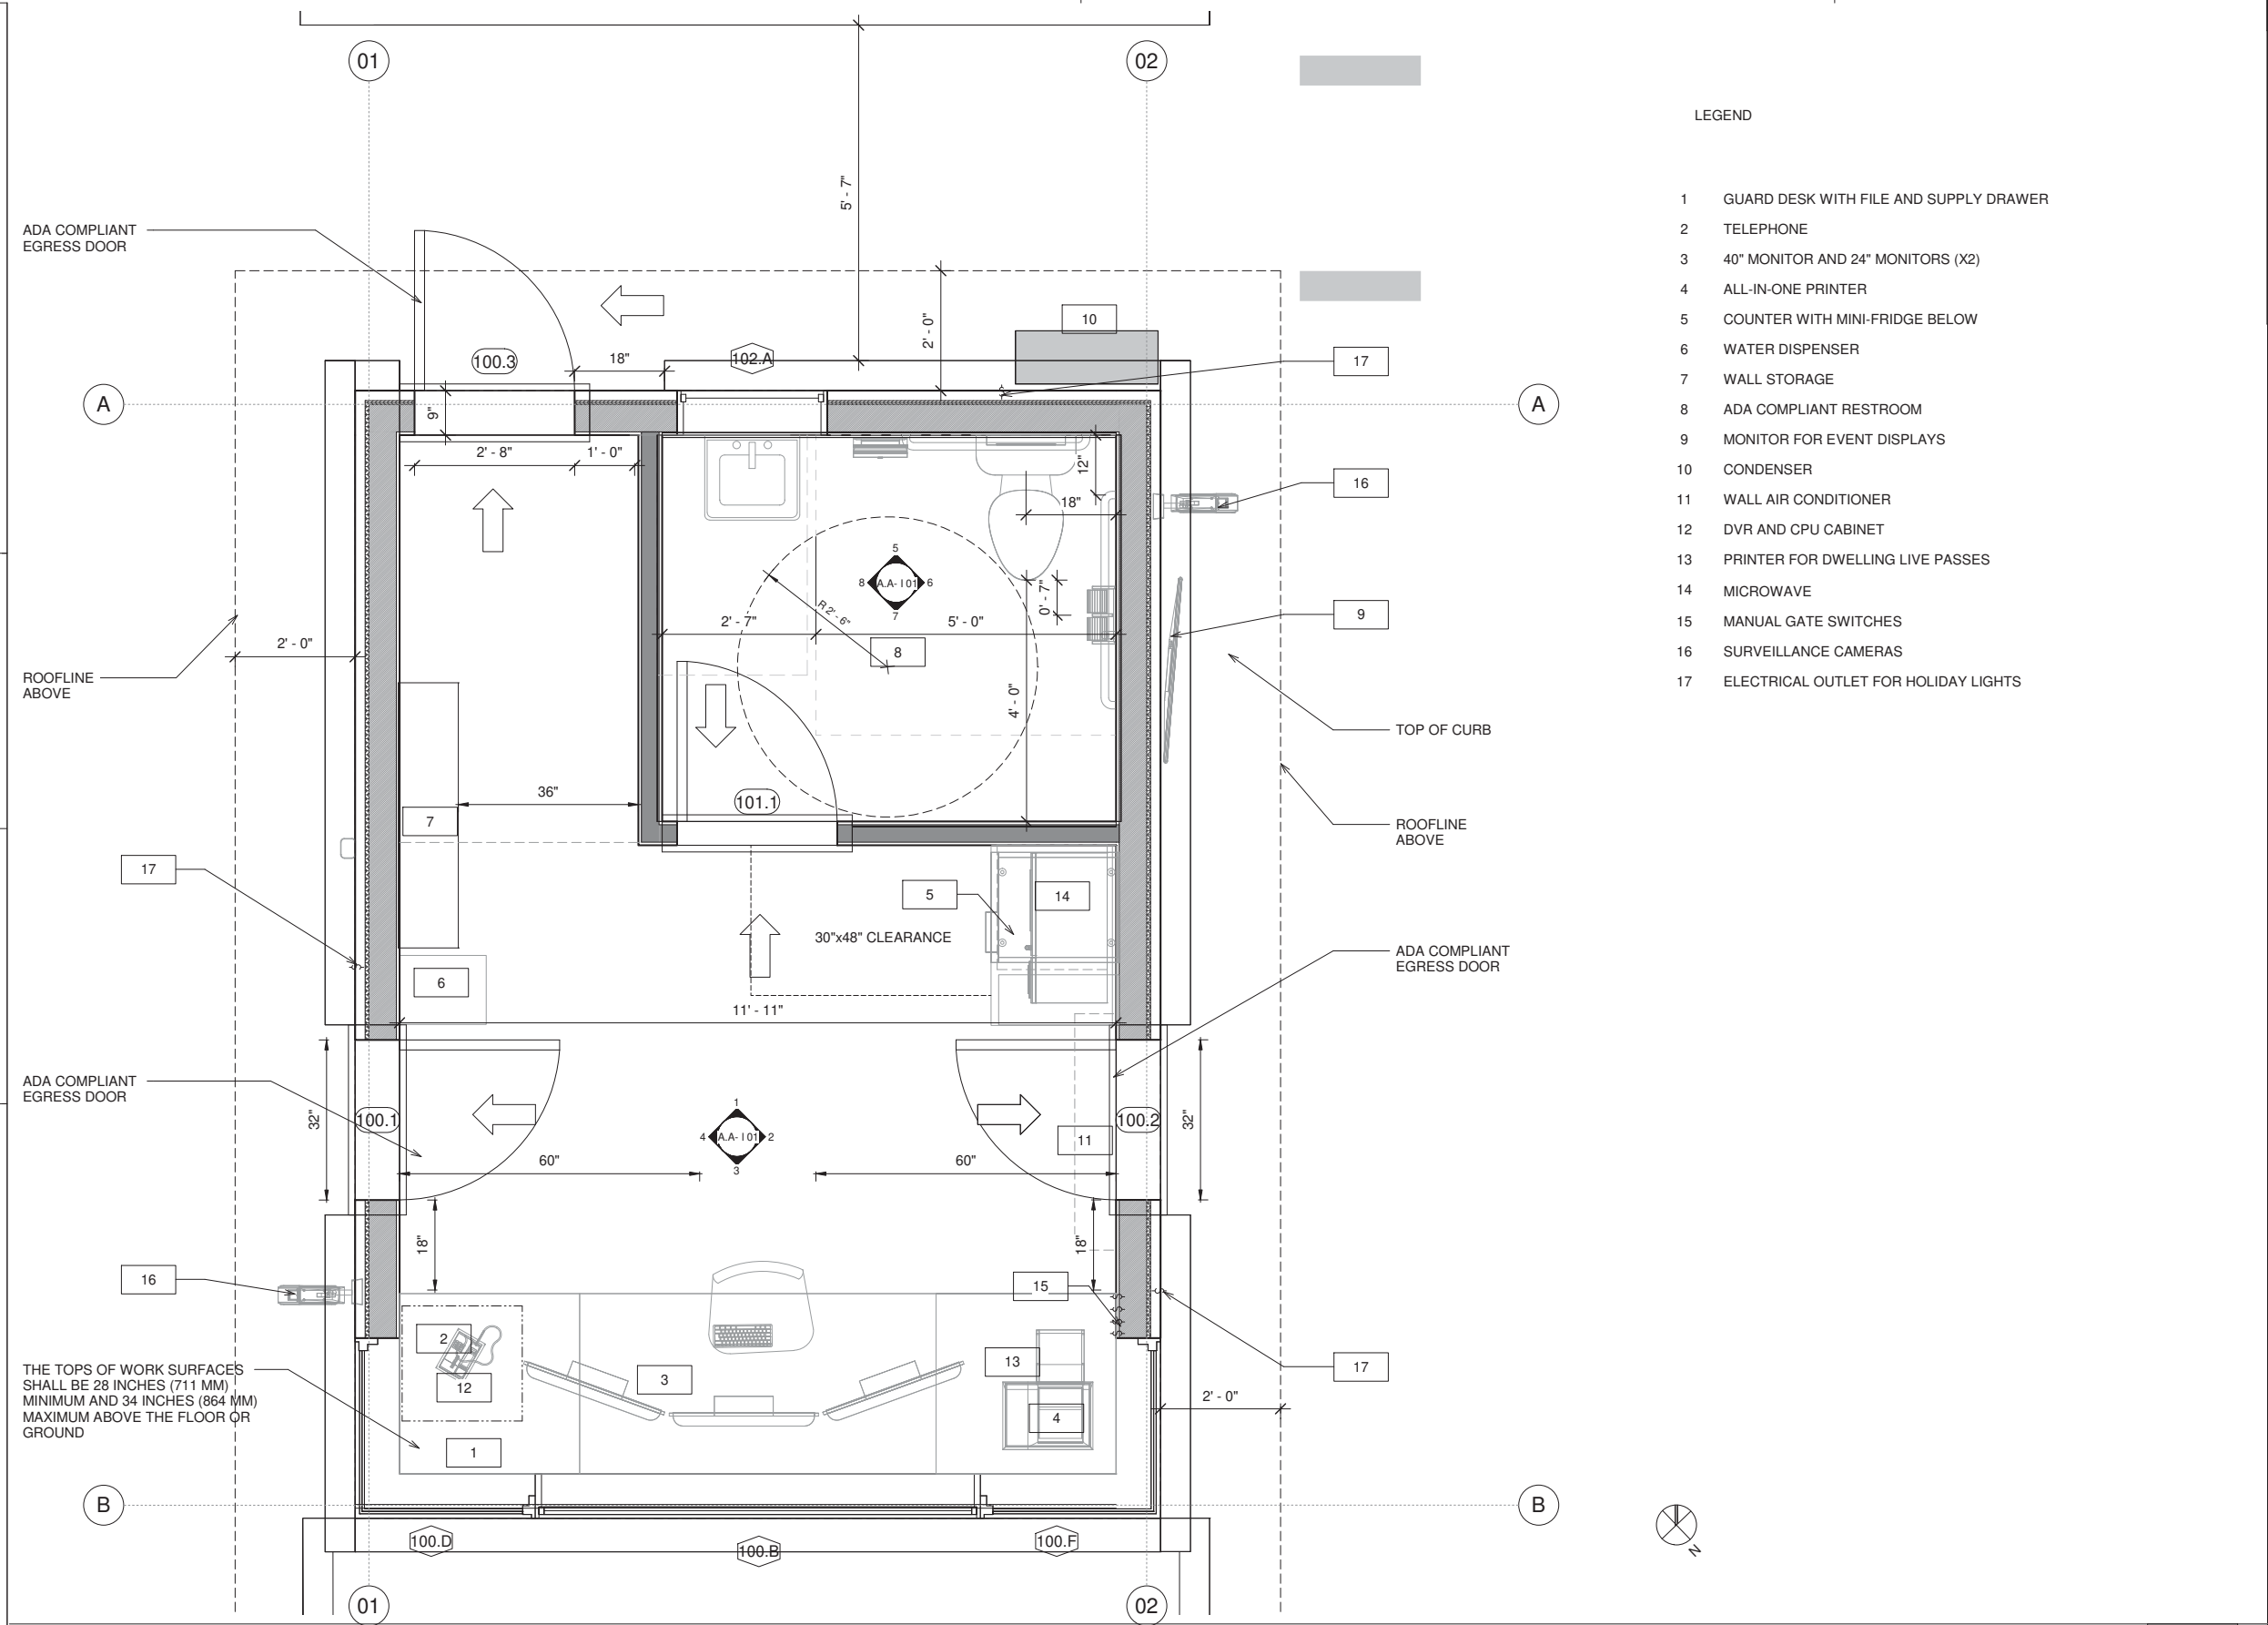 01
02
LEGEND
5' - 7"
1 GUARD DESK WITH FILE AND SUPPLY DRAWER
2 TELEPHONE
3 40" MONITOR AND 24" MONITORS (X2)
4 ALL-IN-ONE PRINTER
5 COUNTER WITH MINI-FRIDGE BELOW
6 WATER DISPENSER
7 WALL STORAGE
8 ADA COMPLIANT RESTROOM
9 MONITOR FOR EVENT DISPLAYS
10 CONDENSER
11 WALL AIR CONDITIONER
12 DVR AND CPU CABINET
13 PRINTER FOR DWELLING LIVE PASSES
14 MICROWAVE
15 MANUAL GATE SWITCHES
16 SURVEILLANCE CAMERAS
17 ELECTRICAL OUTLET FOR HOLIDAY LIGHTS
ADA COMPLIANT
EGRESS DOOR
10
2' - 0"
100.3
18"
102.A
17
A
A
9"
2' - 8"
1' - 0"
12"
18"
16
5
8 A.A- I 01 6
7
0' - 7"
R 2' - 6"
2' - 7"
5' - 0"
9
2' - 0"
8
ROOFLINE
ABOVE
4' - 0"
TOP OF CURB
36"
101.1
7
ROOFLINE
ABOVE
17
5
14
30"x48" CLEARANCE
ADA COMPLIANT
EGRESS DOOR
6
11' - 11"
ADA COMPLIANT
EGRESS DOOR
32"
100.1
1
4 A.A- I 01 2
3
11
100.2
32"
60"
60"
18"
18"
16
15
2
3
13
12
17
THE TOPS OF WORK SURFACES
SHALL BE 28 INCHES (711 MM)
MINIMUM AND 34 INCHES (864 MM)
MAXIMUM ABOVE THE FLOOR OR
GROUND
2' - 0"
4
1
B
B
100.D
100.B
100.F
N
01
02